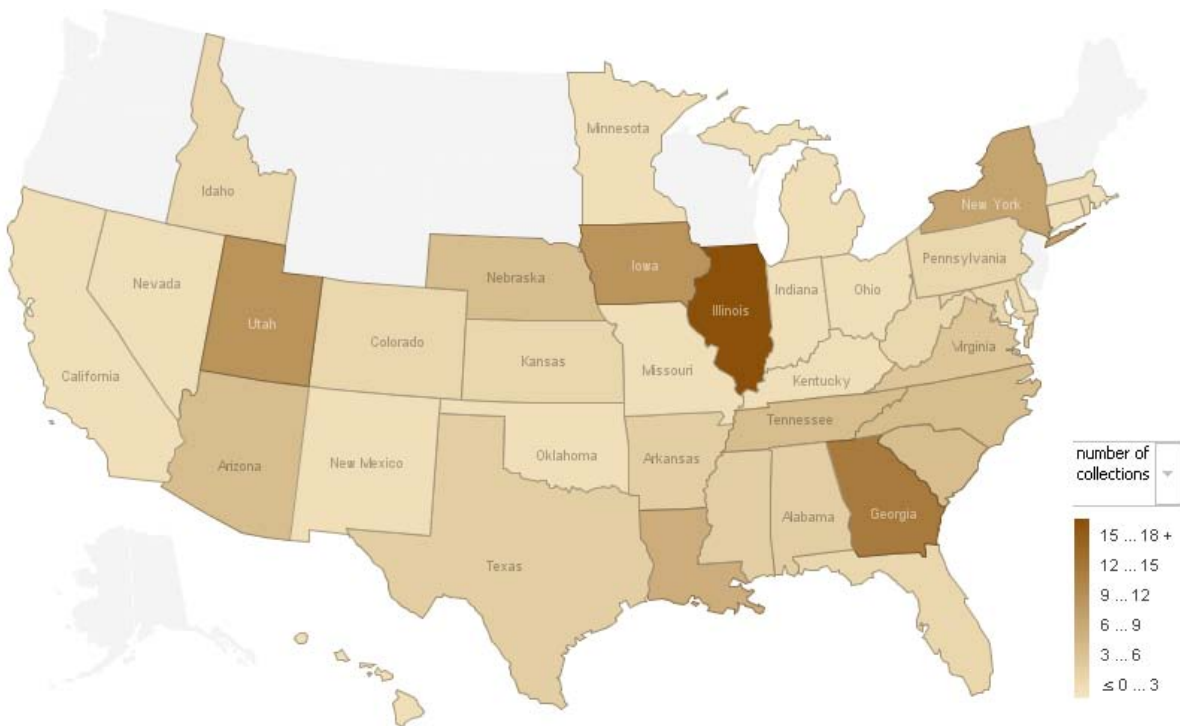 Minnesota
Idaho
New York
Iowa
Nebraska
Pennsylvania
Nevada
Indiana
Ohio
Utah
Illinois
Colorado
Virginia
Kansas
California
Missouri
Kentucky
Tennessee
Arizona
New Mexico
Oklahoma
Arkansas
Alabama
Georgia
Texas
number of
collections
15 ... 18 +
12 ... 15
9 ... 12
6 ... 9
3 ... 6
≤ 0 ... 3